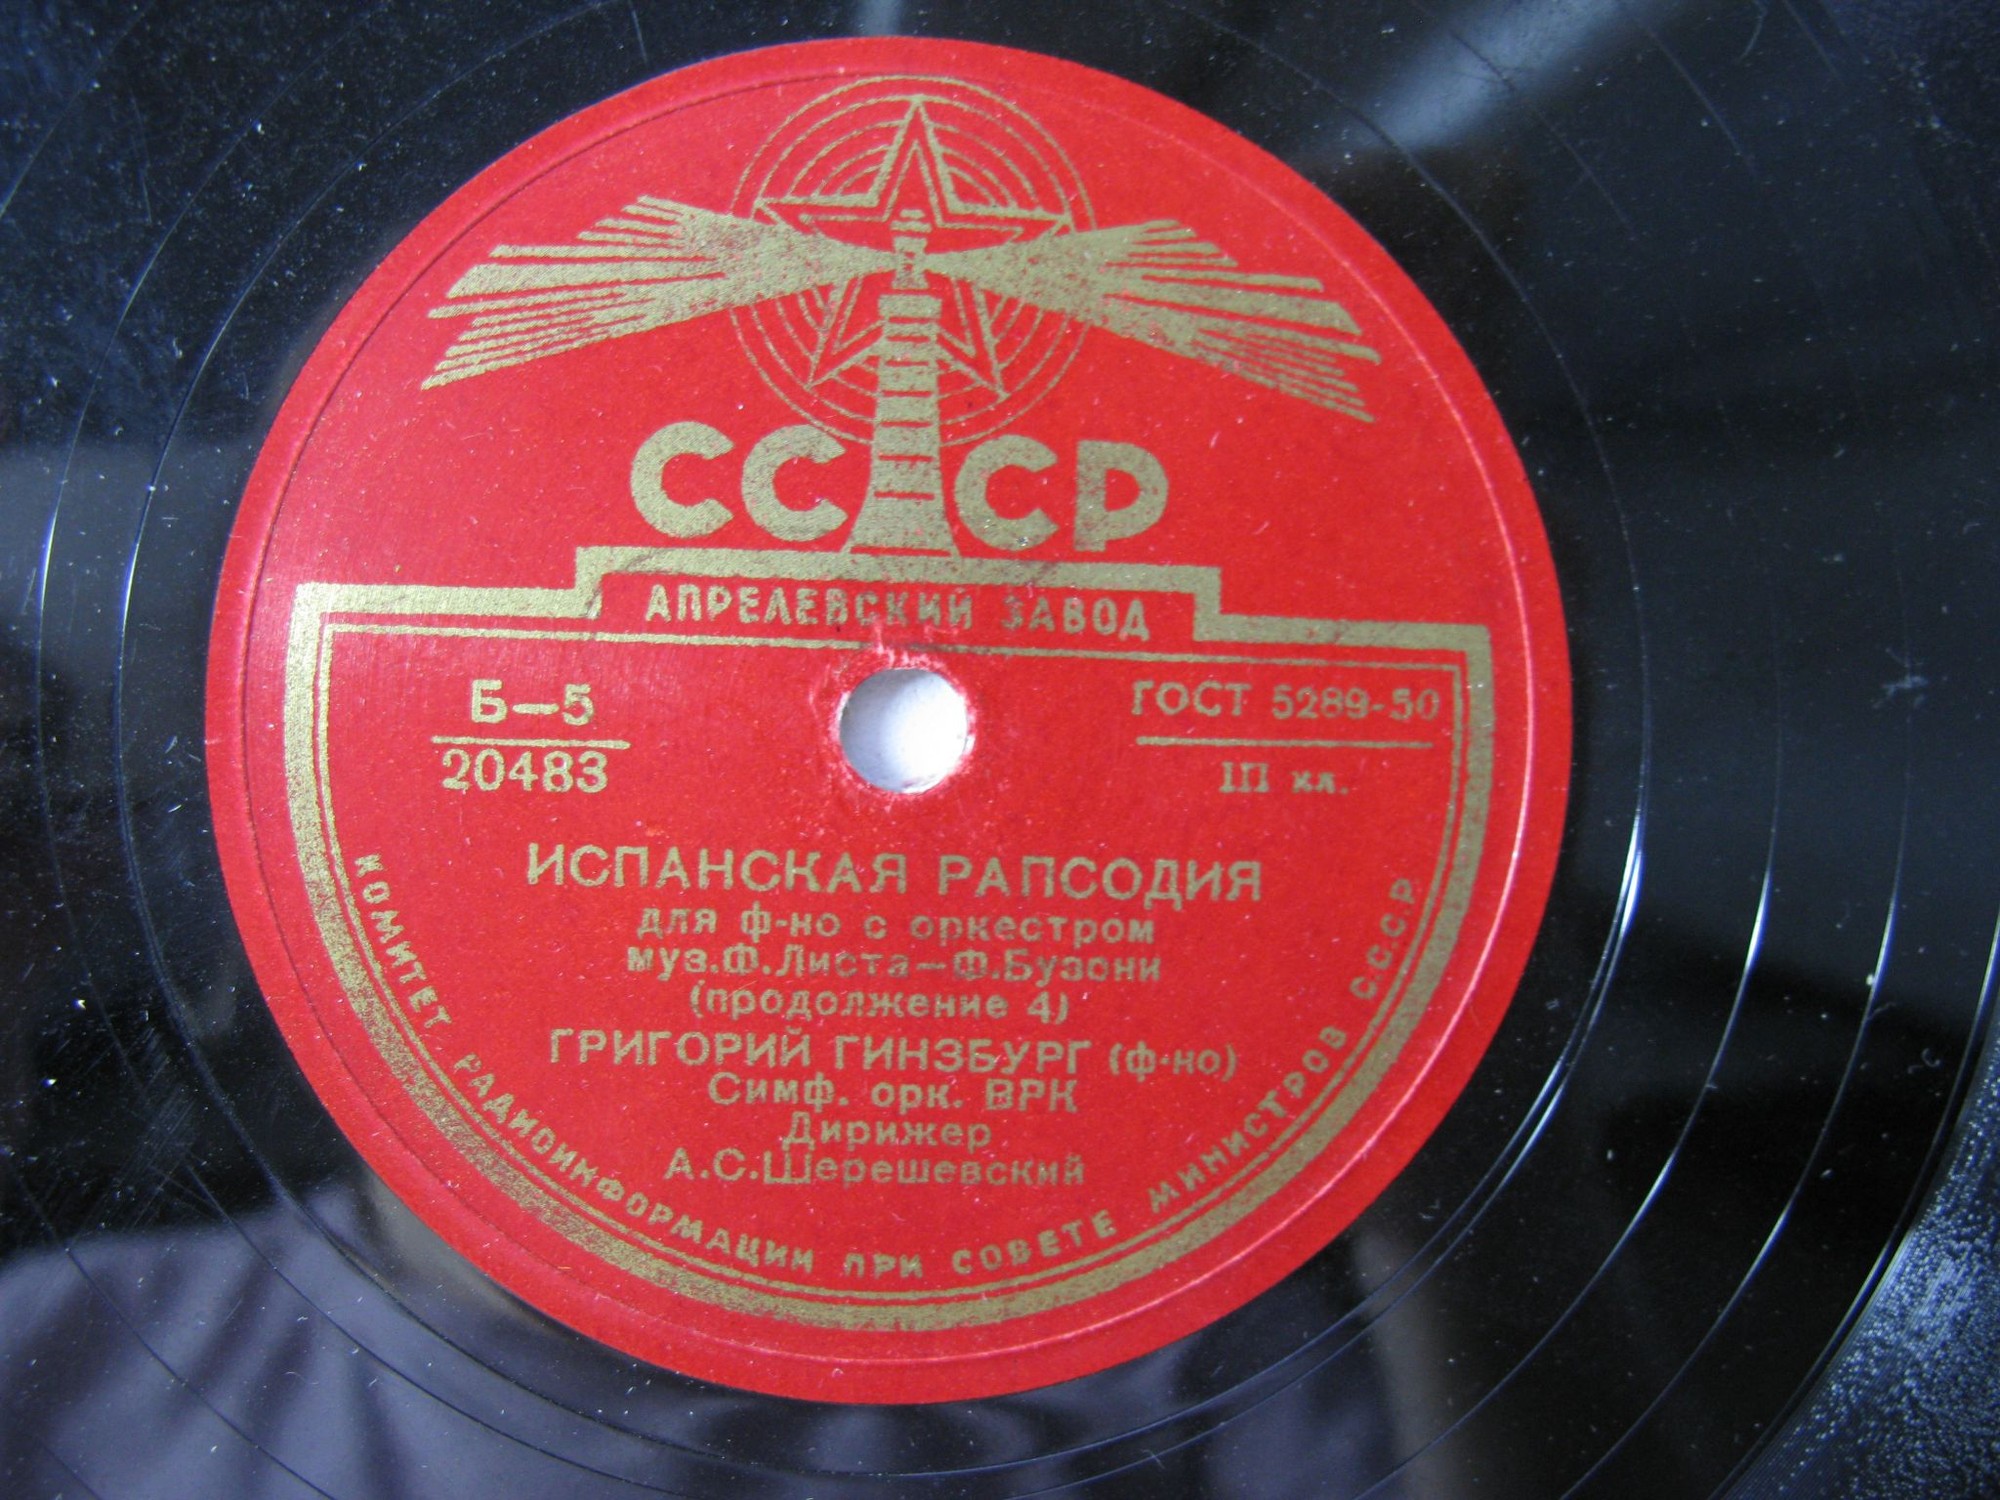 СССР
АПРЕЛЕВСКИЙ ЗАВОД
Б-5
20483
ГОСТ 5289-50
III кл.
ИСПАНСКАЯ РАПСОДИЯ
для ф-но с оркестром
муз.Ф.Листа-Ф.Бузони
(продолжение 4)
ГРИГОРИЙ ГИНЗБУРГ (ф-но)
Симф. орк. ВРК
Дирижер
А.С.Шерешевский
КОМИТЕТ РАДИОИНФОРМАЦИИ ПРИ СОВЕТЕ МИНИСТРОВ С.С.С.Р